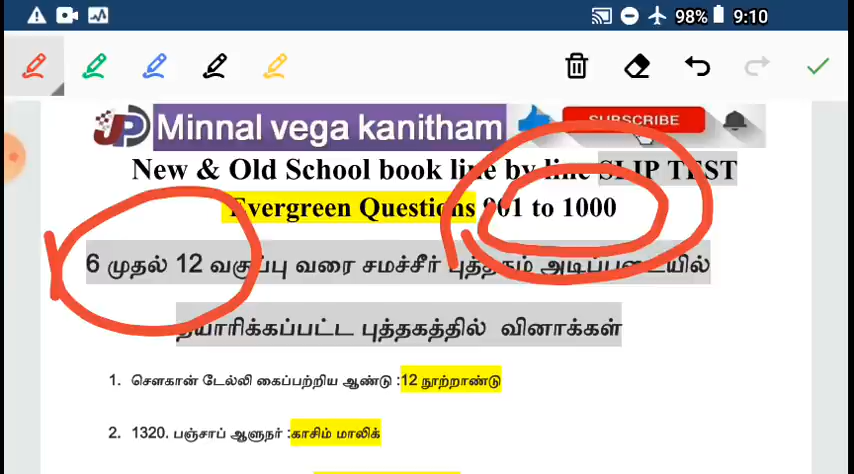 98% 9:10
JP Minnal vega kanitham SUBSCRIBE
New & Old School book line by line SLIP TEST
Evergreen Questions 901 to 1000
6 முதல் 12 வகுப்பு வரை சமச்சீர் புத்தகம் அடிப்படையில்
தயாரிக்கப்பட்ட புத்தகத்தில் வினாக்கள்
1. சௌகான் டேல்லி கைப்பற்றிய ஆண்டு :12 நூற்றாண்டு
2. 1320. பஞ்சாப் ஆளுநர் :காசிம் மாலிக்